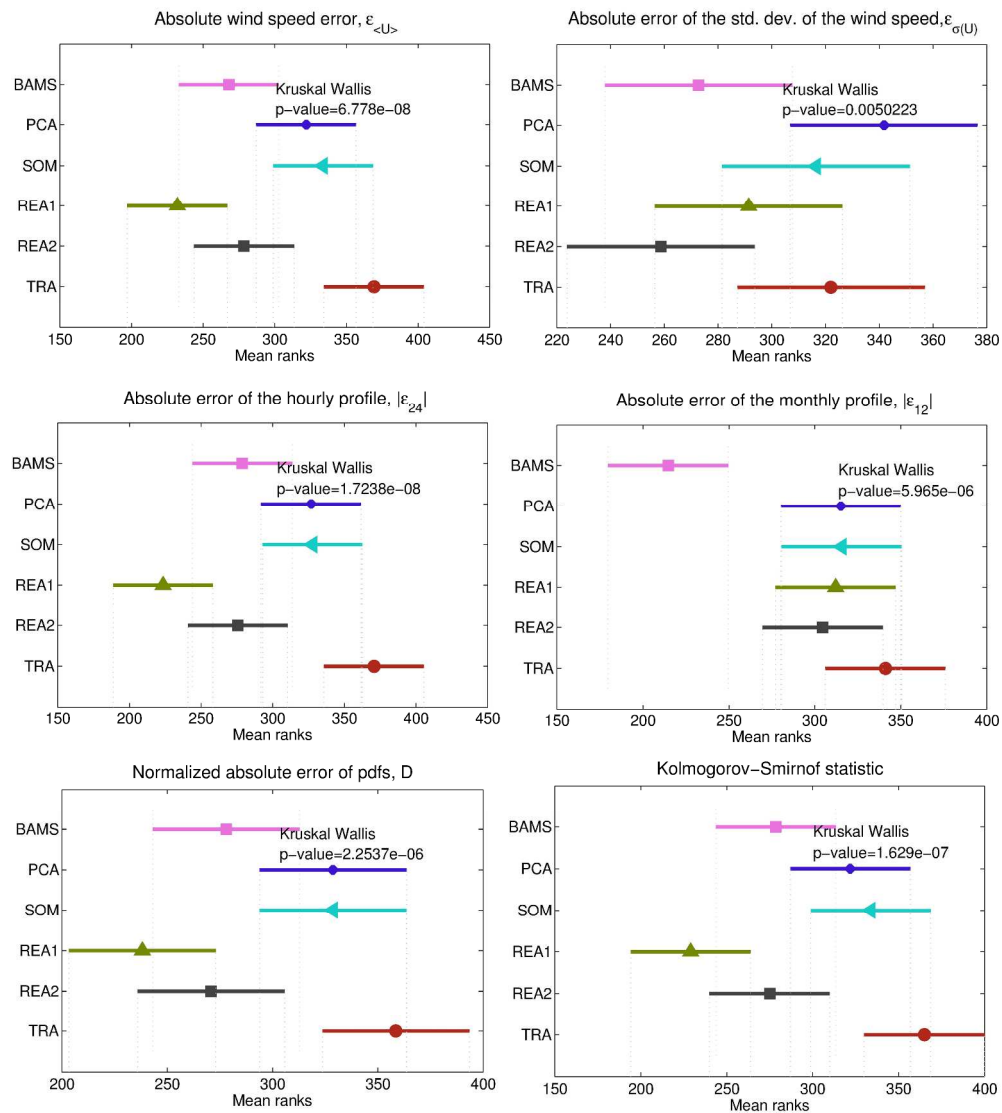 Absolute wind speed error, ε<U>
BAMS
PCA
SOM
REA1
REA2
TRA
Kruskal Wallis
p−value=6.778e−08
150 200 250 300 350 400 450
Mean ranks
Absolute error of the std. dev. of the wind speed,εσ(U)
BAMS
PCA
SOM
REA1
REA2
TRA
Kruskal Wallis
p−value=0.0050223
220 240 260 280 300 320 340 360 380
Mean ranks
Absolute error of the hourly profile, |ε24|
BAMS
PCA
SOM
REA1
REA2
TRA
Kruskal Wallis
p−value=1.7238e−08
150 200 250 300 350 400 450
Mean ranks
Absolute error of the monthly profile, |ε12|
BAMS
PCA
SOM
REA1
REA2
TRA
Kruskal Wallis
p−value=5.965e−06
150 200 250 300 350 400
Mean ranks
Normalized absolute error of pdfs, D
BAMS
PCA
SOM
REA1
REA2
TRA
Kruskal Wallis
p−value=2.2537e−06
200 250 300 350 400
Mean ranks
Kolmogorov−Smirnof statistic
BAMS
PCA
SOM
REA1
REA2
TRA
Kruskal Wallis
p−value=1.629e−07
150 200 250 300 350 400
Mean ranks